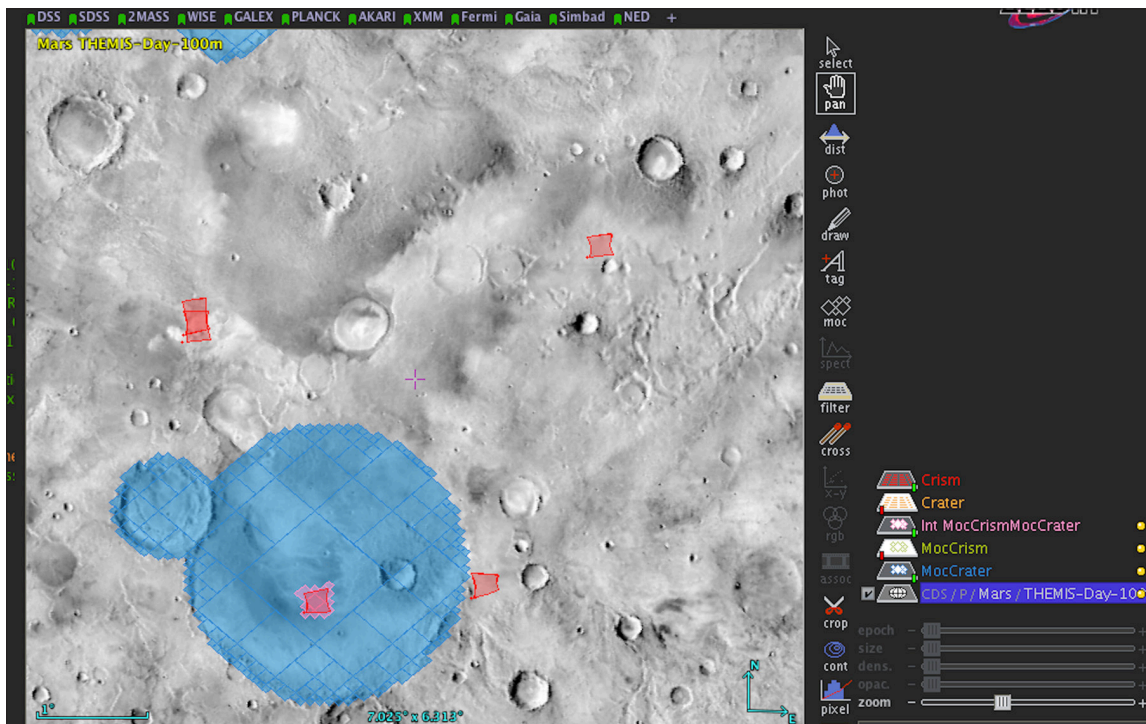 DSS SDSS 2MASS WISE GALEX PLANCK AKARI XMM Fermi Gaia Simbad NED +
Mars THEMIS-Day-100m
select
pan
dist
phot
draw
tag
moc
spect
filter
cross
x-y
rgb
assoc
crop
cont
pixel
Crism
Crater
Int MocCrismMocCrater
MocCrism
MocCrater
CDS / P / Mars / THEMIS-Day-10
epoch
size
dens.
opac.
zoom
1°
7.025° x 6.313°
N
E